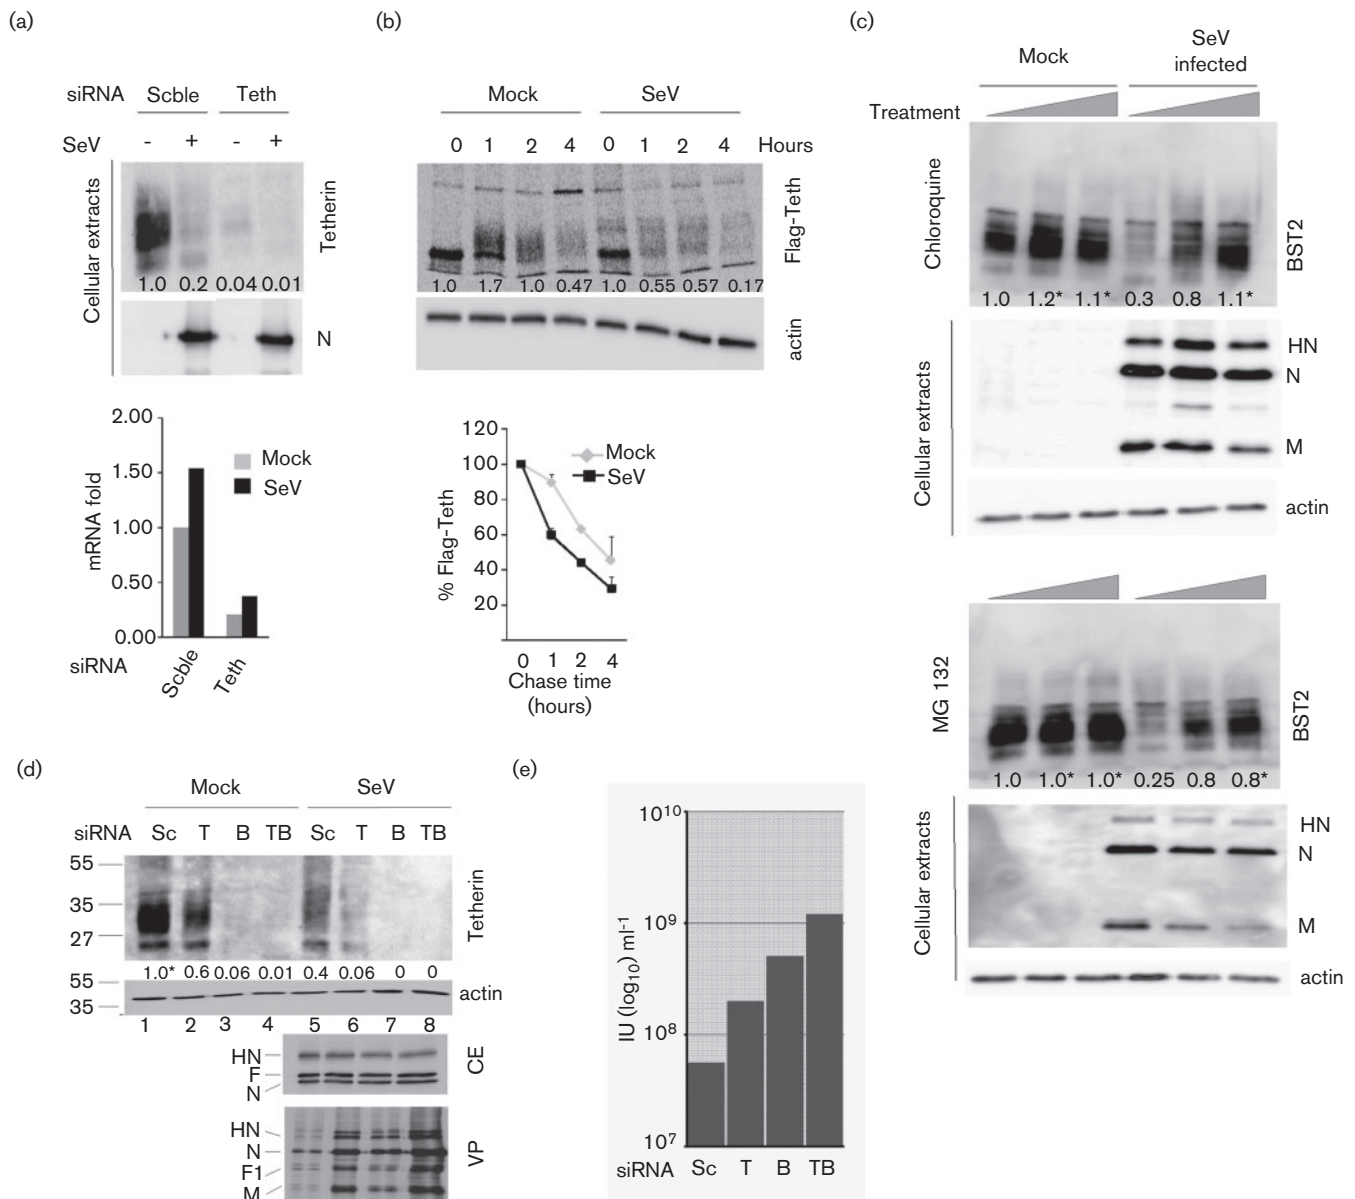 (a)
siRNA Scble Teth
SeV - + - +
Cellular extracts
Tetherin
1.0 0.2 0.04 0.01
N
2.00
1.50
1.00
0.50
0.00
mRNA fold
Mock
SeV
siRNA
Scble
Teth
(b)
Mock SeV
0 1 2 4 0 1 2 4 Hours
Flag-Teth
1.0 1.7 1.0 0.47 1.0 0.55 0.57 0.17
actin
120
100
80
60
40
20
% Flag-Teth
Mock
SeV
0 1 2 4
Chase time
(hours)
(c)
Mock
SeV
infected
Treatment
Chloroquine
BST2
1.0 1.2* 1.1* 0.3 0.8 1.1*
Cellular extracts
HN
N
M
actin
MG 132
BST2
1.0 1.0* 1.0* 0.25 0.8 0.8*
Cellular extracts
HN
N
M
actin
(d)
Mock SeV
siRNA Sc T B TB Sc T B TB
55
35
27
Tetherin
1.0* 0.6 0.06 0.01 0.4 0.06 0 0
55
35
actin
1 2 3 4 5 6 7 8
HN
F
N
CE
HN
N
F1
M
VP
(e)
10¹⁰
10⁹
10⁸
10⁷
IU (log₁₀) ml⁻¹
siRNA Sc T B TB